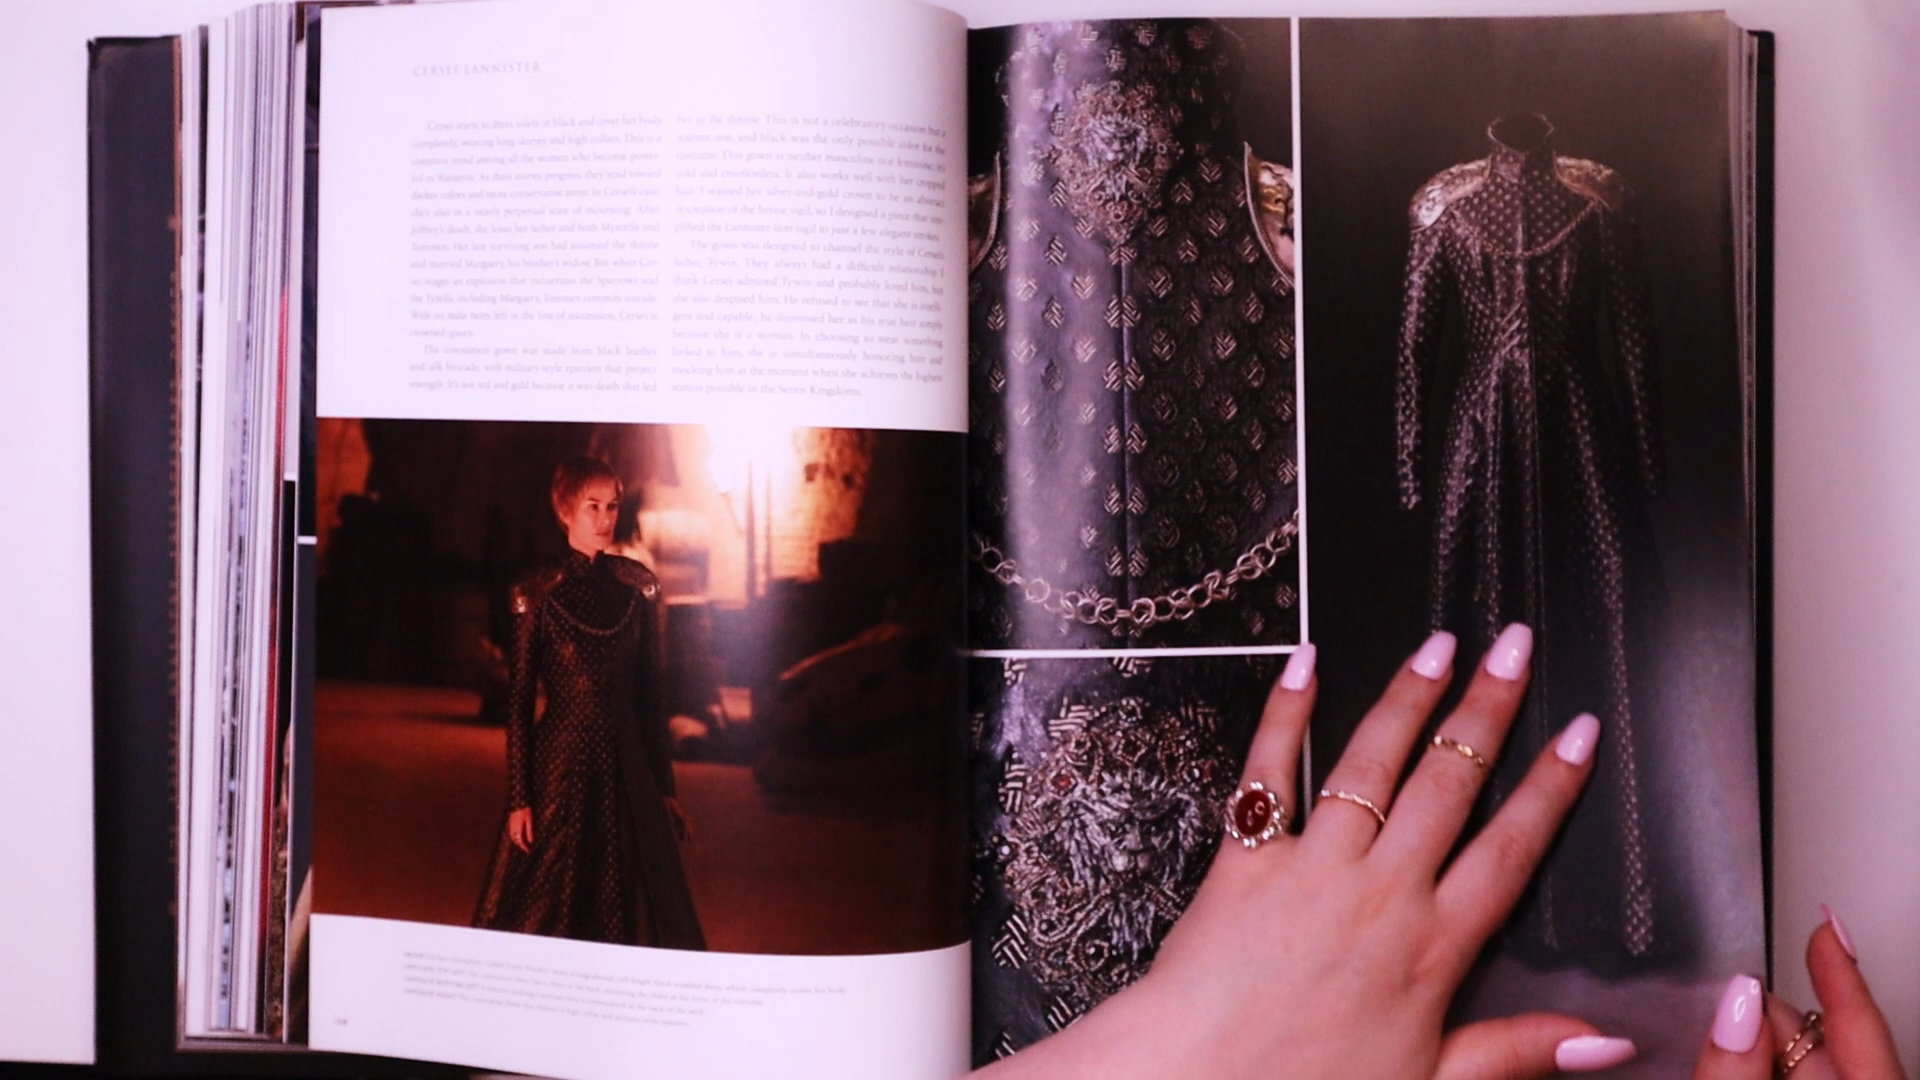 CERSEI LANNISTER
Cersei starts to dress solely in black and cover her body
completely, wearing long sleeves and high collars. This is a
common trend among all the women who become power-
ful in Westeros. As their stories progress, they tend toward
darker colors and more conservative attire. In Cersei's case,
she's also in a nearly perpetual state of mourning. After
Joffrey's death, she loses her father and both Myrcella and
Tommen. Her last surviving son had assumed the throne
and married Margaery, his brother's widow. But when Cer-
sei stages an explosion that incinerates the Sparrows and
the Tyrells, including Margaery, Tommen commits suicide.
With no male heirs left in the line of succession, Cersei is
crowned queen.
The coronation gown was made from black leather
and silk brocade, with military-style epaulets that project
strength. It's not red and gold because it was death that led
her to the throne. This is not a celebratory occasion but a
solemn one, and black was the only possible color for the
costume. This gown is neither masculine nor feminine; it's
cold and emotionless. It also works well with her cropped
hair. I wanted her silver-and-gold crown to be an abstract
re-creation of the house sigil, so I designed a piece that sim-
plified the Lannister lion sigil to just a few elegant strokes.
The gown was designed to channel the style of Cersei's
father, Tywin. They always had a difficult relationship. I
think Cersei admired Tywin and probably loved him, but
she also despised him. He refused to see that she is intelli-
gent and capable; he dismissed her as his true heir simply
because she is a woman. In choosing to wear something
linked to him, she is simultaneously honoring him and
mocking him at the moment when she achieves the highest
station possible in the Seven Kingdoms.